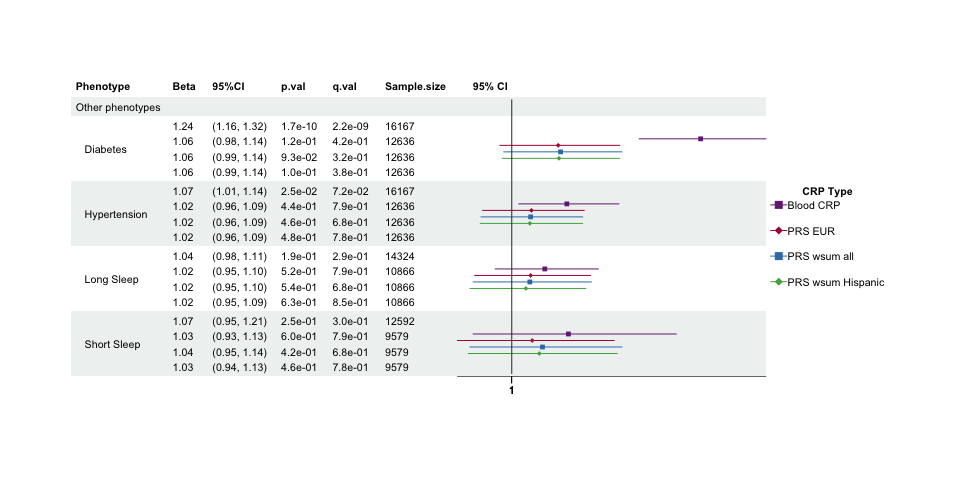 Phenotype Beta 95%CI p.val q.val Sample.size 95% CI
Other phenotypes
1.24 (1.16, 1.32) 1.7e-10 2.2e-09 16167
1.06 (0.98, 1.14) 1.2e-01 4.2e-01 12636
Diabetes
1.06 (0.99, 1.14) 9.3e-02 3.2e-01 12636
1.06 (0.99, 1.14) 1.0e-01 3.8e-01 12636
1.07 (1.01, 1.14) 2.5e-02 7.2e-02 16167
1.02 (0.96, 1.09) 4.4e-01 7.9e-01 12636
Hypertension
1.02 (0.96, 1.09) 4.6e-01 6.8e-01 12636
1.02 (0.96, 1.09) 4.8e-01 7.8e-01 12636
1.04 (0.98, 1.11) 1.9e-01 2.9e-01 14324
1.02 (0.95, 1.10) 5.2e-01 7.9e-01 10866
Long Sleep
1.02 (0.95, 1.10) 5.4e-01 6.8e-01 10866
1.02 (0.95, 1.09) 6.3e-01 8.5e-01 10866
1.07 (0.95, 1.21) 2.5e-01 3.0e-01 12592
1.03 (0.93, 1.13) 6.0e-01 7.9e-01 9579
Short Sleep
1.04 (0.95, 1.14) 4.2e-01 6.8e-01 9579
1.03 (0.94, 1.13) 4.6e-01 7.8e-01 9579
1
CRP Type
Blood CRP
PRS EUR
PRS wsum all
PRS wsum Hispanic